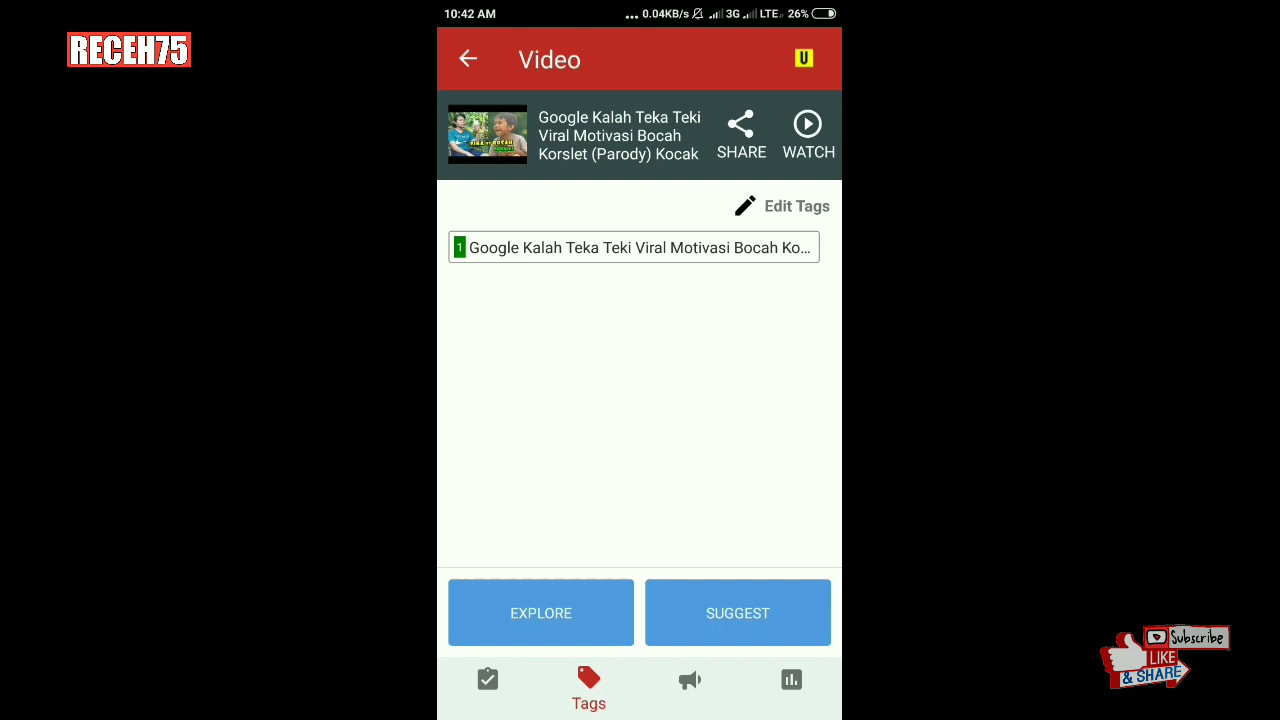 10:42 AM
... 0.04KB/s 3G LTE 26%
RECEH75
Video
U
Google Kalah Teka Teki
Viral Motivasi Bocah
Korslet (Parody) Kocak
SHARE
WATCH
Edit Tags
1 Google Kalah Teka Teki Viral Motivasi Bocah Ko...
EXPLORE
SUGGEST
Tags
Subscribe
LIKE
& SHARE